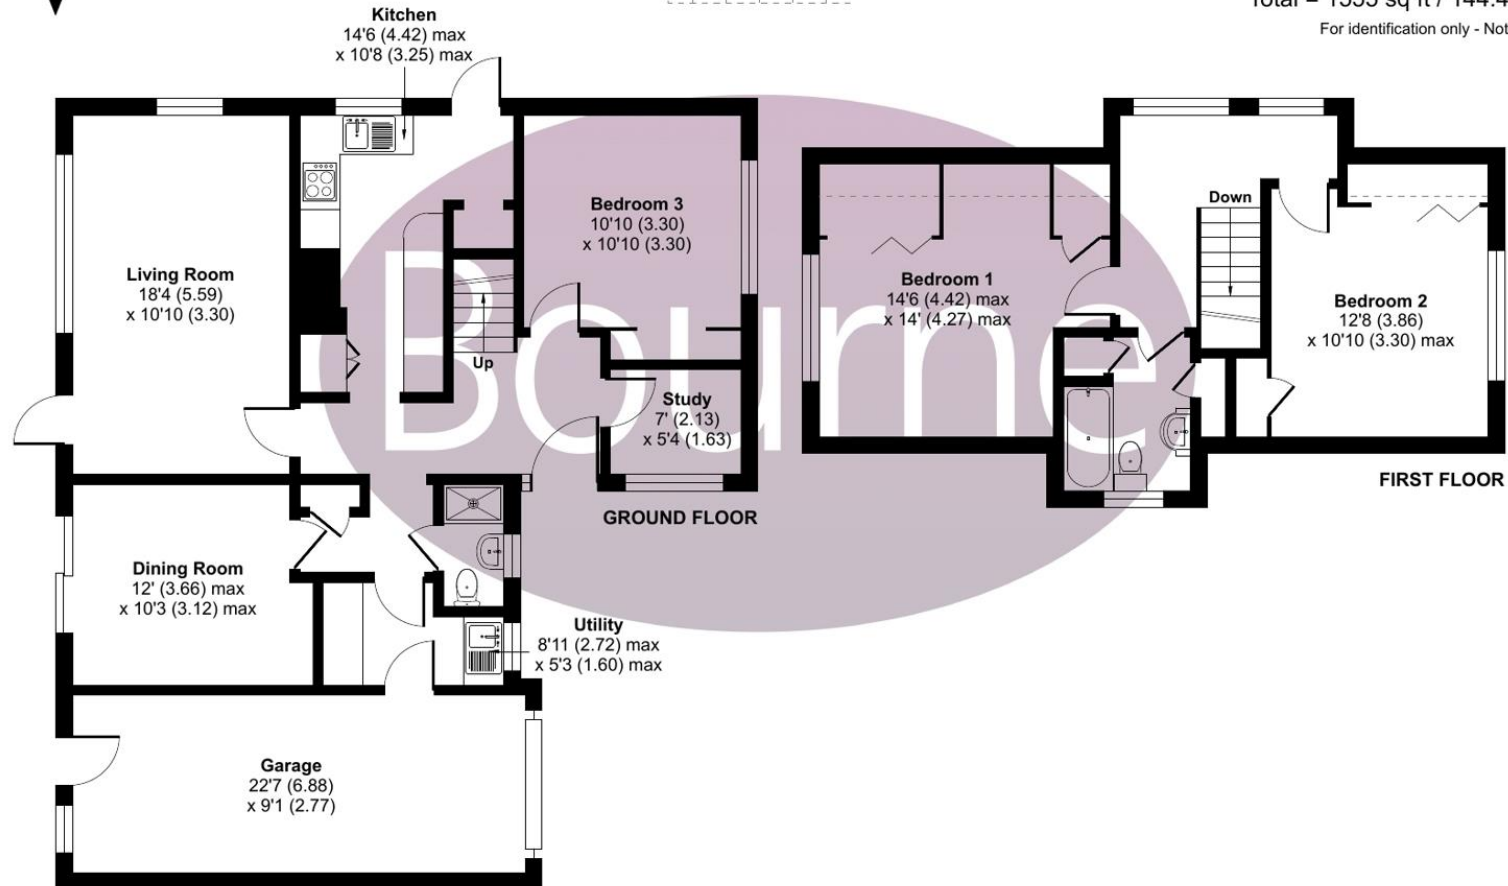 Total = 1555 sq ft / 144.4
For identification only - Not
Kitchen
14'6 (4.42) max
x 10'8 (3.25) max
Living Room
18'4 (5.59)
x 10'10 (3.30)
Bedroom 3
10'10 (3.30)
x 10'10 (3.30)
Up
Study
7' (2.13)
x 5'4 (1.63)
GROUND FLOOR
Dining Room
12' (3.66) max
x 10'3 (3.12) max
Utility
8'11 (2.72) max
x 5'3 (1.60) max
Garage
22'7 (6.88)
x 9'1 (2.77)
Bedroom 1
14'6 (4.42) max
x 14' (4.27) max
Down
Bedroom 2
12'8 (3.86)
x 10'10 (3.30) max
FIRST FLOOR
Bourne